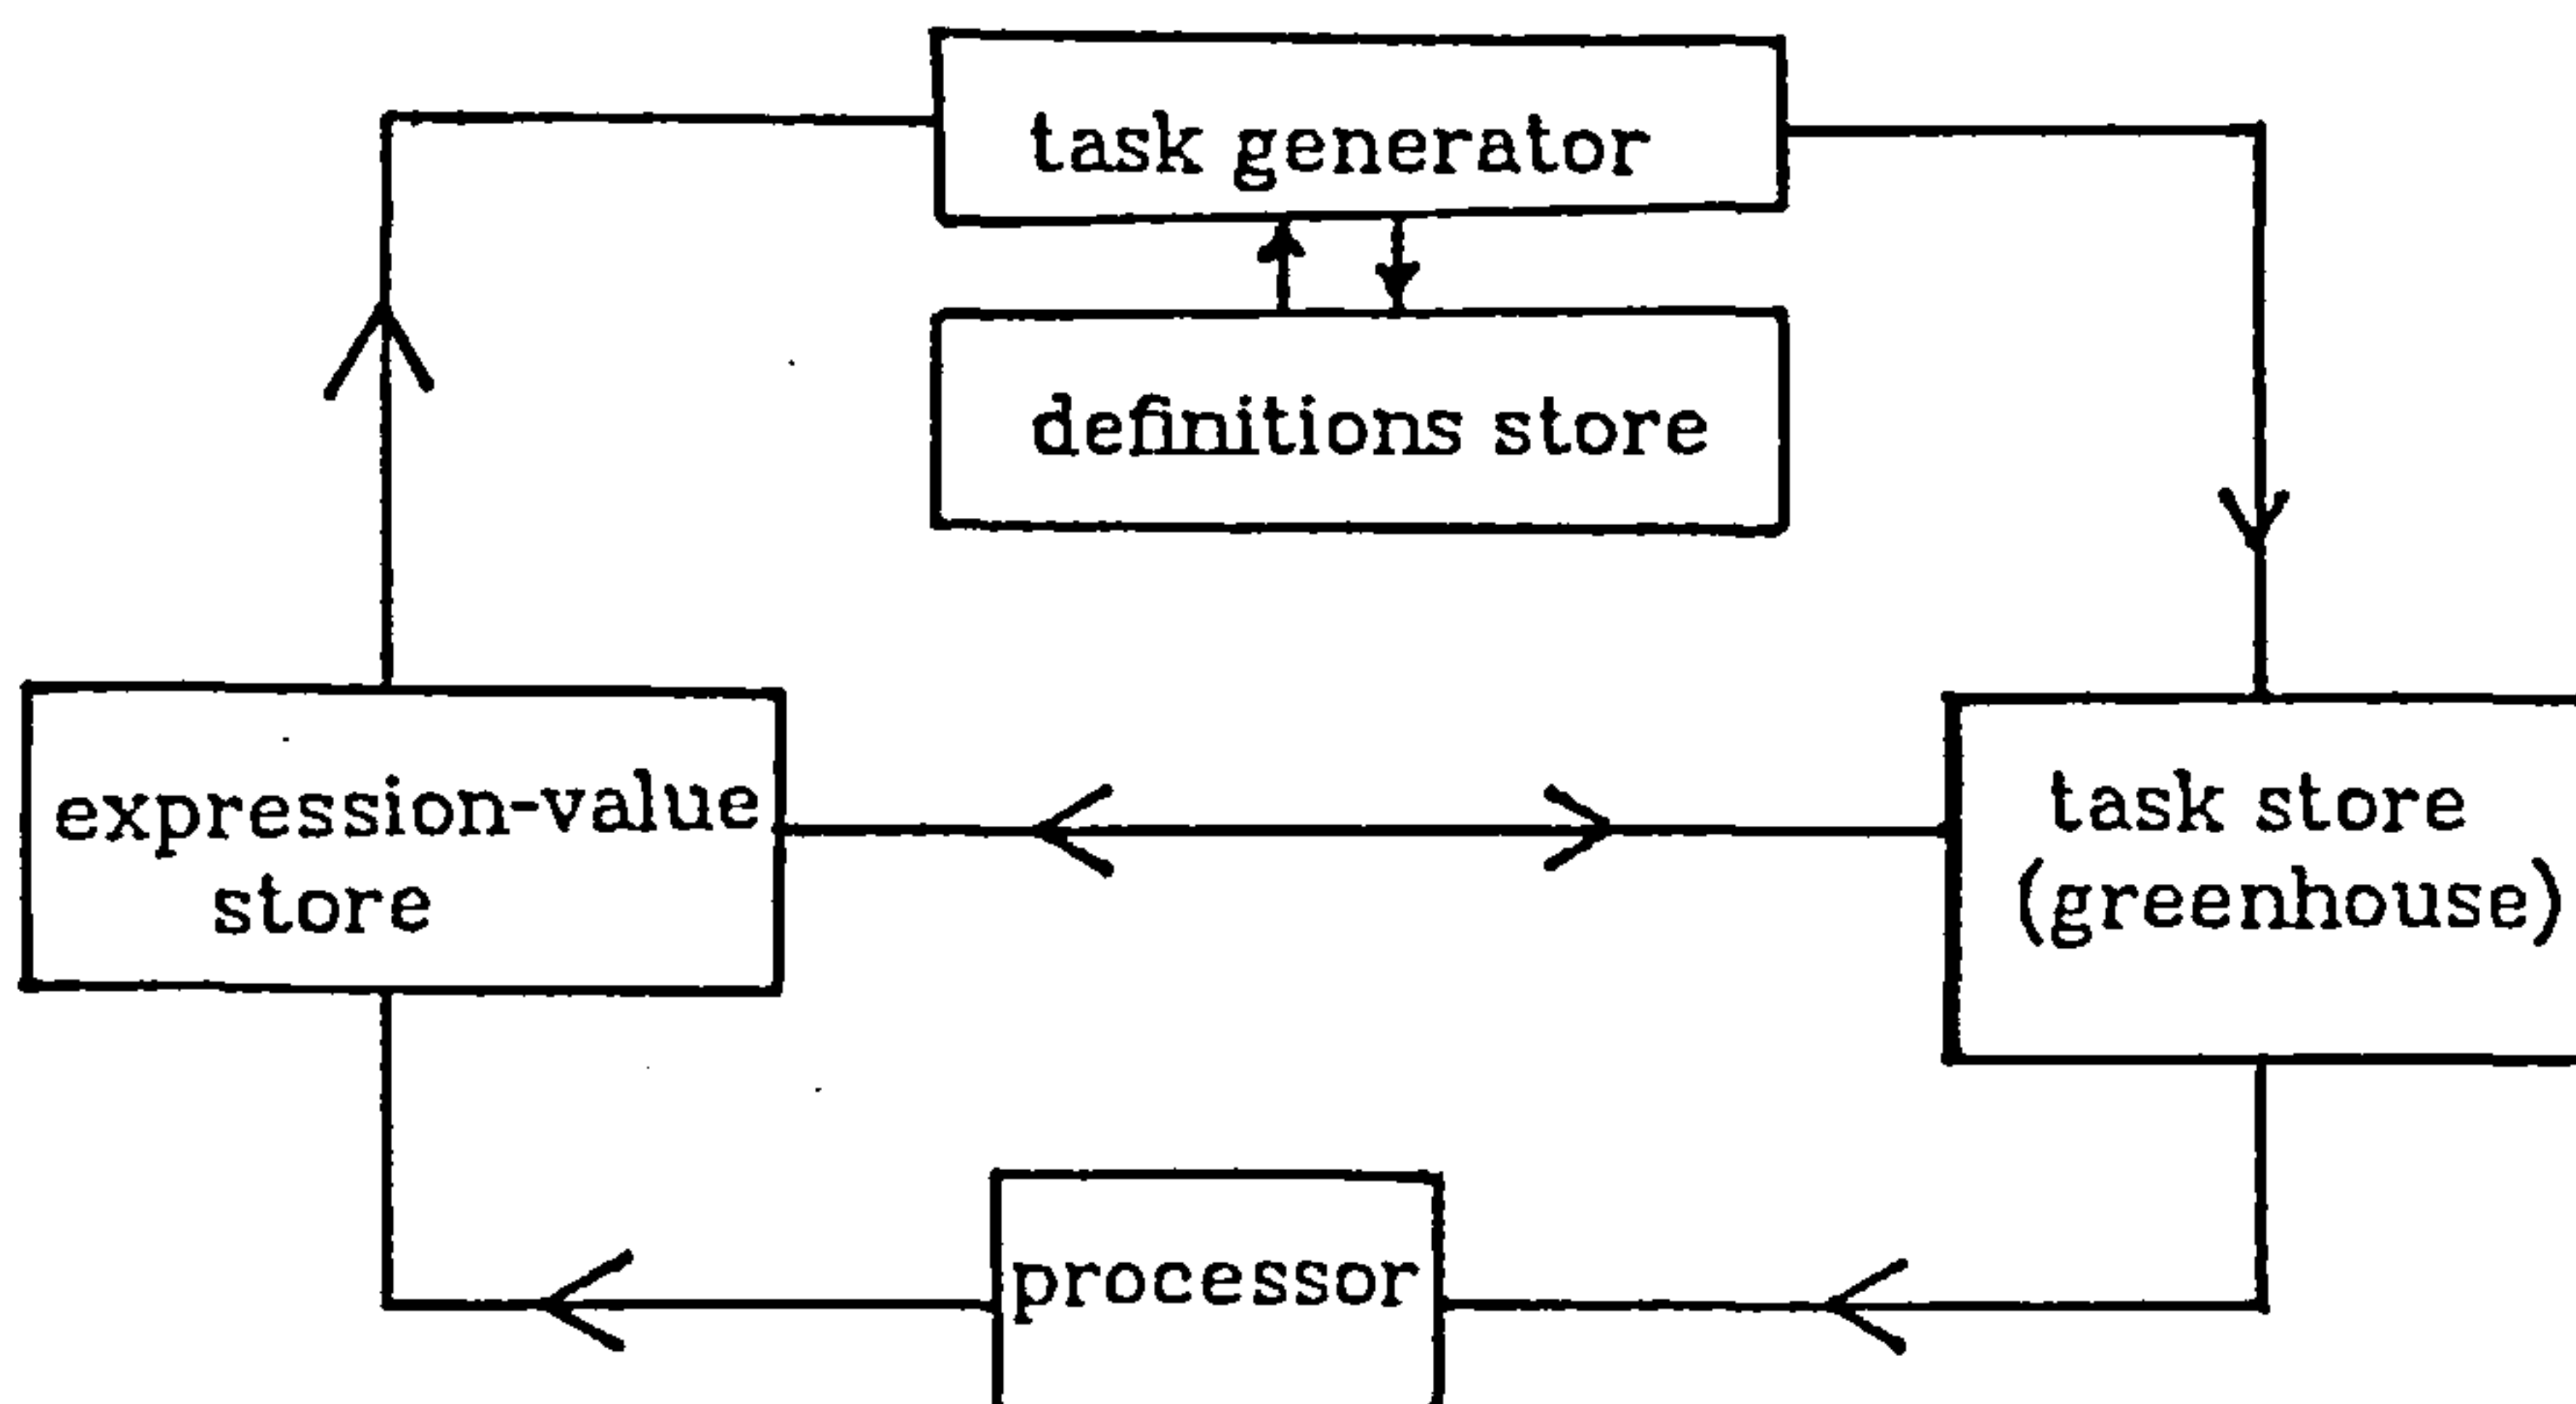 task generator
definitions store
expression-value
store
task store
(greenhouse)
processor